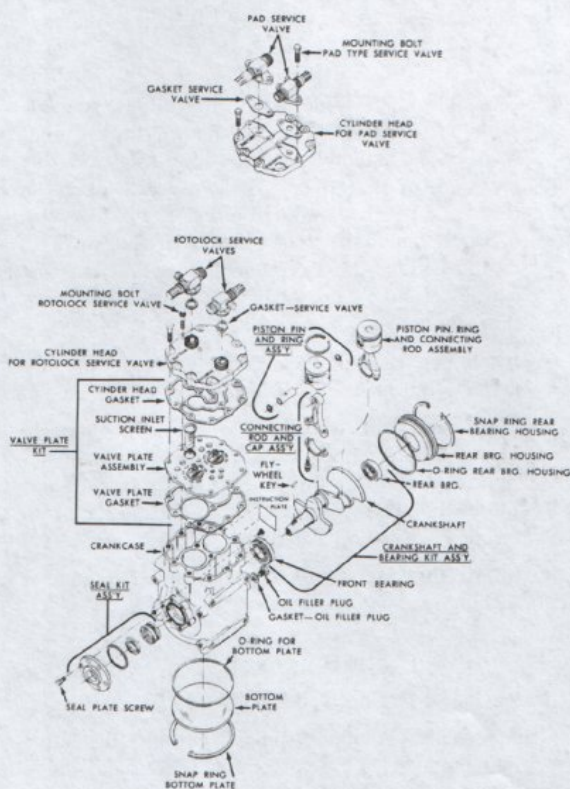 PAD SERVICE
VALVE
MOUNTING BOLT
PAD TYPE SERVICE VALVE
GASKET SERVICE
VALVE
CYLINDER HEAD
FOR PAD SERVICE
VALVE
ROTOLOCK SERVICE
VALVES
MOUNTING BOLT
ROTOLOCK SERVICE VALVE
GASKET—SERVICE VALVE
CYLINDER HEAD
FOR ROTOLOCK SERVICE VALVE
PISTON PIN
AND RING
ASS'Y.
PISTON PIN, RING
AND CONNECTING
ROD ASSEMBLY
CYINDER HEAD
GASKET
SUCTION INLET
SCREEN
VALVE PLATE
KIT
VALVE PLATE
ASSEMBLY
VALVE PLATE
GASKET
CONNECTING
ROD AND
CAP ASS'Y.
FLY-
WHEEL
KEY
INSTRUCTION
PLATE
SNAP RING REAR
BEARING HOUSING
REAR BRG. HOUSING
O-RING REAR BRG. HOUSING
REAR BRG.
CRANKSHAFT
CRANKCASE
CRANKSHAFT AND
BEARING KIT ASS'Y.
SEAL KIT
ASS'Y.
FRONT BEARING
OIL FILLER PLUG
GASKET—OIL FILLER PLUG
O-RING FOR
BOTTOM PLATE
SEAL PLATE SCREW
BOTTOM
PLATE
SNAP RING
BOTTOM PLATE